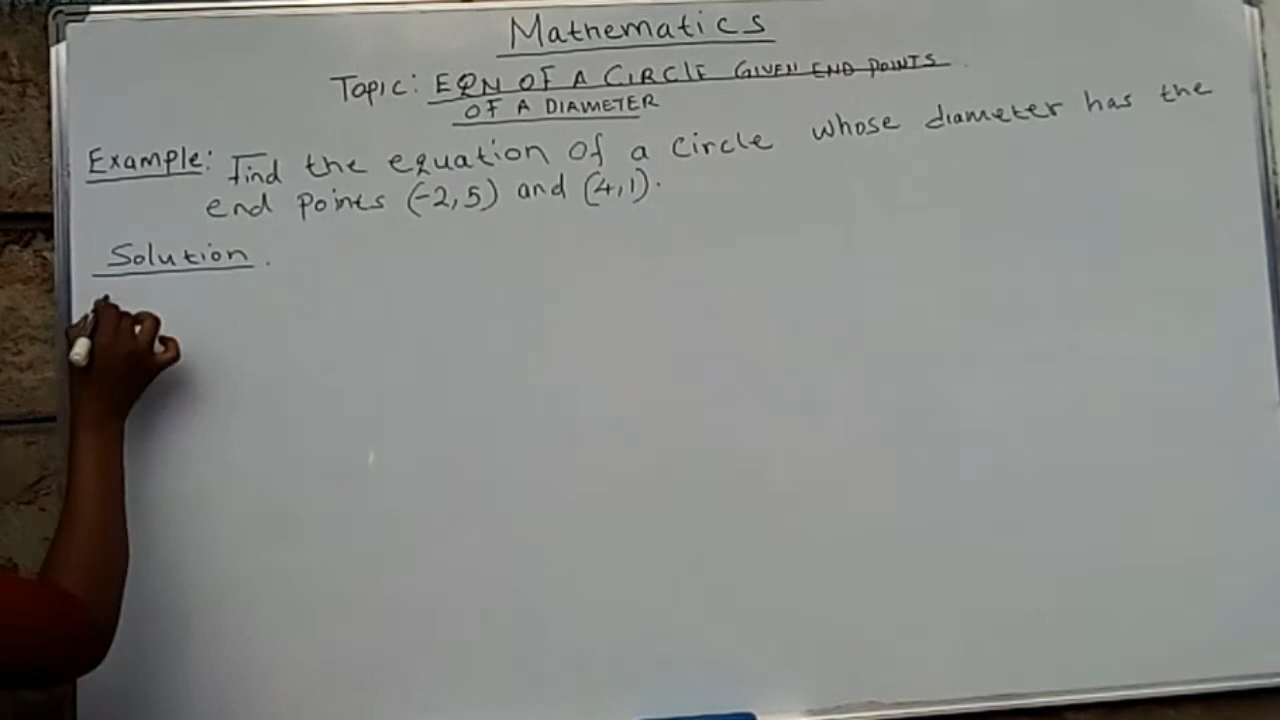 Mathematics
Topic: EQN OF A CIRCLE GIVEN END POINTS
OF A DIAMETER
Example: Find the equation of a circle whose diameter has the
end points (-2,5) and (4,1).
Solution.